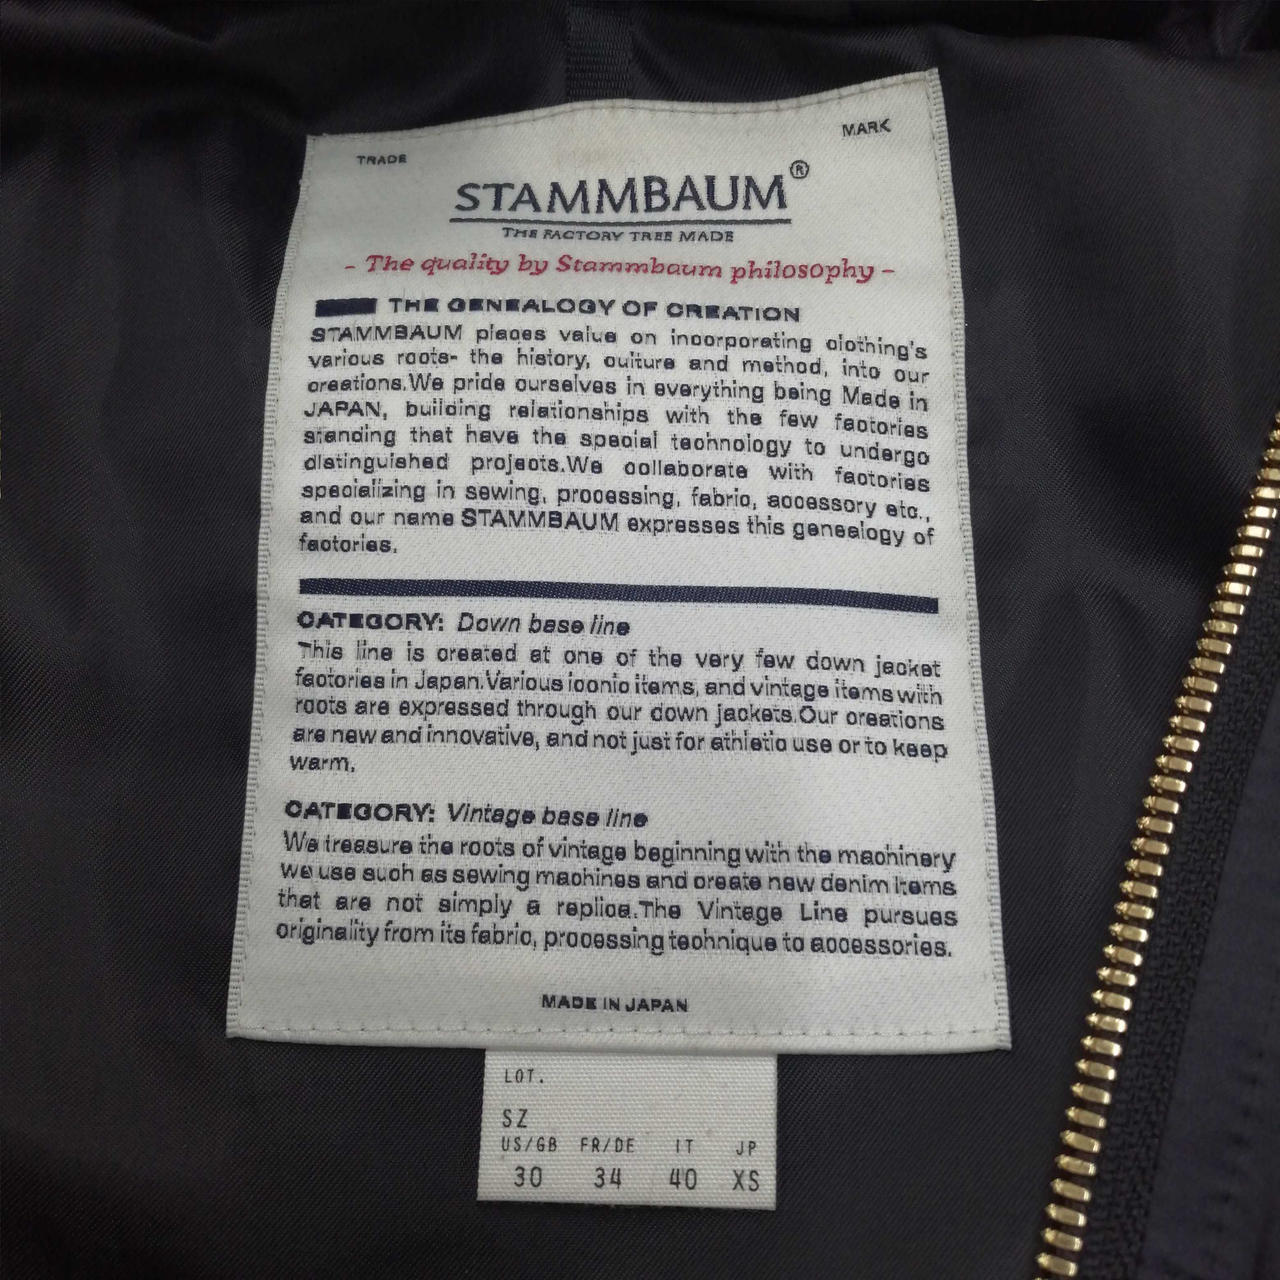 TRADE MARK
STAMMBAUM®
THE FACTORY TREE MADE
- The quality by Stammbaum philosophy -
THE GENEALOGY OF CREATION
STAMMBAUM places value on incorporating clothing's
various roots- the history, culture and method, into our
creations.We pride ourselves in everything being Made in
JAPAN, building relationships with the few factories
standing that have the special technology to undergo
distinguished projects.We collaborate with factories
specializing in sewing, processing, fabric, accessory etc.,
and our name STAMMBAUM expresses this genealogy of
factories.
CATEGORY: Down base line
This line is created at one of the very few down jacket
factories in Japan.Various iconic items, and vintage items with
roots are expressed through our down jackets.Our creations
are new and innovative, and not just for athletic use or to keep
warm.
CATEGORY: Vintage base line
We treasure the roots of vintage beginning with the machinery
we use such as sewing machines and create new denim items
that are not simply a replica.The Vintage Line pursues
originality from its fabric, processing technique to accessories.
MADE IN JAPAN
LOT.
SZ
US/GB FR/DE IT JP
30 34 40 XS